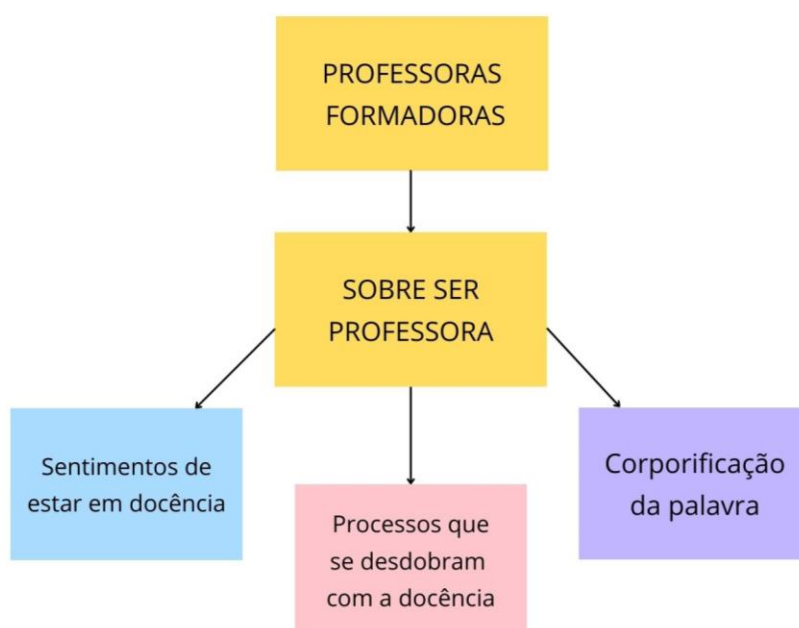 PROFESSORAS
FORMADORAS
SOBRE SER
PROFESSORA
Sentimentos de
estar em docência
Processos que
se desdobram
com a docência
Corporificação
da palavra